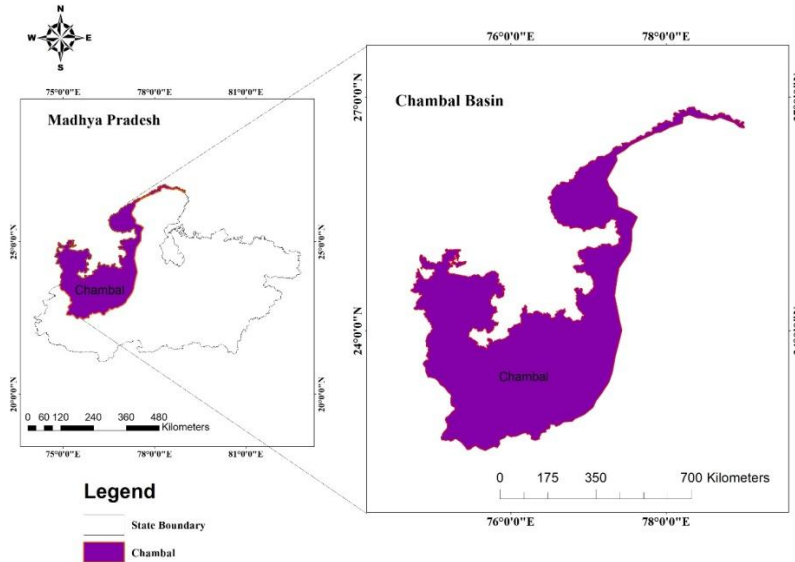 N
W E
S
75°0'0"E 78°0'0"E 81°0'0"E
Madhya Pradesh
25°0'0"N
25°0'0"N
Chambal
20°0'0"N
20°0'0"N
0 60 120 240 360 480
Kilometers
75°0'0"E 78°0'0"E 81°0'0"E
76°0'0"E 78°0'0"E
27°0'0"N
Chambal Basin
24°0'0"N
Chambal
0 175 350 700 Kilometers
76°0'0"E 78°0'0"E
Legend
State Boundary
Chambal